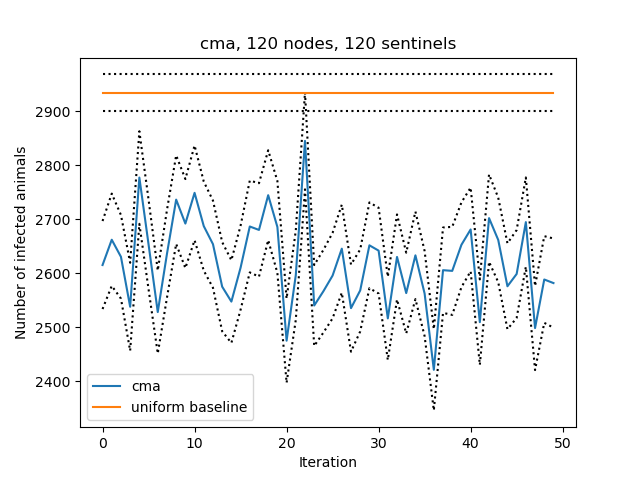 cma, 120 nodes, 120 sentinels
Number of infected animals
2900
2800
2700
2600
2500
2400
cma
uniform baseline
0 10 20 30 40 50
Iteration